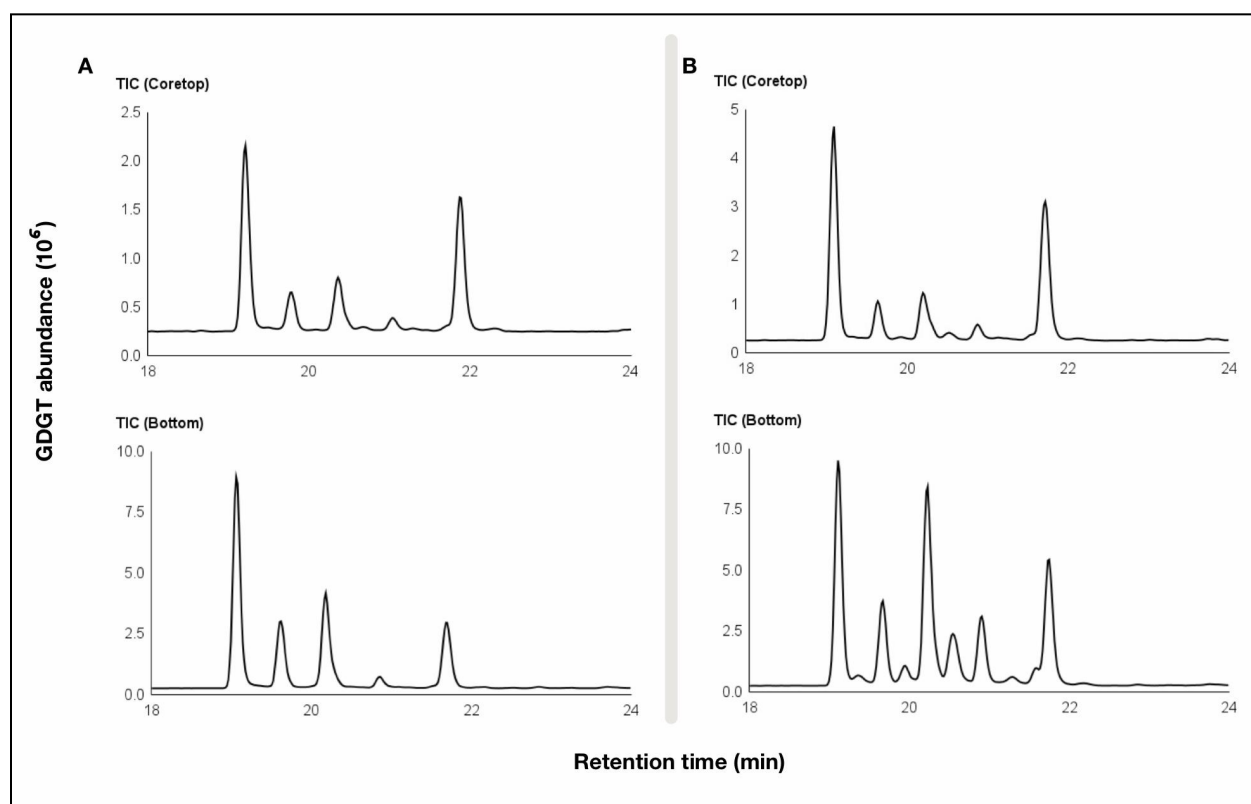 A
TIC (Coretop)
2.5
2.0
1.5
1.0
0.5
0.0
18 20 22 24
B
TIC (Coretop)
5
4
3
2
1
0
18 20 22 24
GDGT abundance (10⁶)
TIC (Bottom)
10.0
7.5
5.0
2.5
0.0
18 20 22 24
TIC (Bottom)
10.0
7.5
5.0
2.5
0.0
18 20 22 24
Retention time (min)